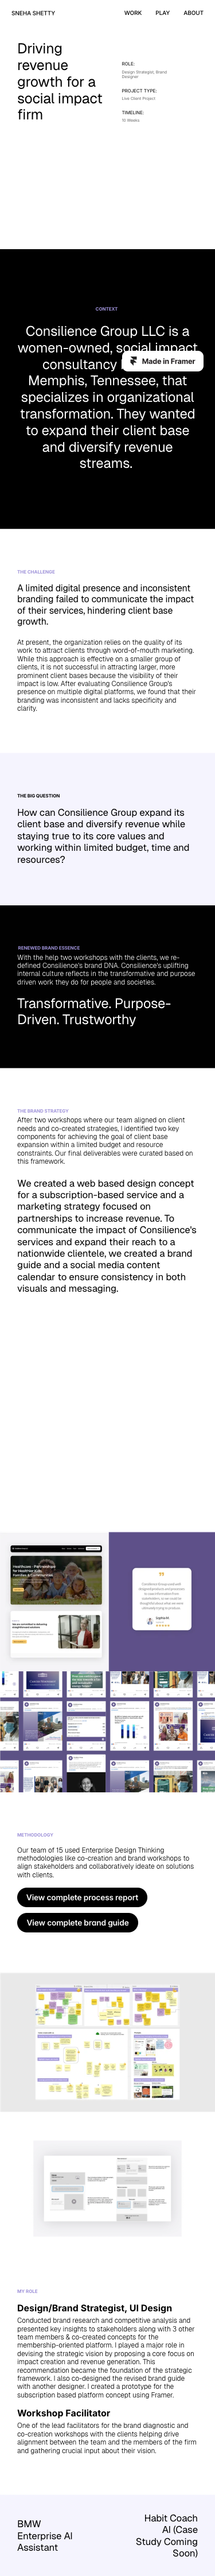 SNEHA SHETTY
WORK PLAY ABOUT
Driving
revenue
growth for a
social impact
firm
ROLE:
Design Strategist, Brand
Designer
PROJECT TYPE:
Live Client Project
TIMELINE:
10 Weeks
CONTEXT
Consilience Group LLC is a
women-owned, social impact
consultancy
Made in Framer
Memphis, Tennessee, that
specializes in organizational
transformation. They wanted
to expand their client base
and diversify revenue
streams.
THE CHALLENGE
A limited digital presence and inconsistent
branding failed to communicate the impact
of their services, hindering client base
growth.
At present, the organization relies on the quality of its
work to attract clients through word-of-mouth marketing.
While this approach is effective on a smaller group of
clients, it is not successful in attracting larger, more
prominent client bases because the visibility of their
impact is low. After evaluating Consilience Group's
presence on multiple digital platforms, we found that their
branding was inconsistent and lacks specificity and
clarity.
THE BIG QUESTION
How can Consilience Group expand its
client base and diversify revenue while
staying true to its core values and
working within limited budget, time and
resources?
RENEWED BRAND ESSENCE
With the help two workshops with the clients, we re-
defined Consilience's brand DNA. Consilience's uplifting
internal culture reflects in the transformative and purpose
driven work they do for people and societies.
Transformative. Purpose-
Driven. Trustworthy
THE BRAND STRATEGY
After two workshops where our team aligned on client
needs and co-created strategies, I identified two key
components for achieving the goal of client base
expansion within a limited budget and resource
constraints. Our final deliverables were curated based on
this framework.
We created a web based design concept
for a subscription-based service and a
marketing strategy focused on
partnerships to increase revenue. To
communicate the impact of Consilience's
services and expand their reach to a
nationwide clientele, we created a brand
guide and a social media content
calendar to ensure consistency in both
visuals and messaging.
METHODOLOGY
Our team of 15 used Enterprise Design Thinking
methodologies like co-creation and brand workshops to
align stakeholders and collaboratively ideate on solutions
with clients.
View complete process report
View complete brand guide
MY ROLE
Design/Brand Strategist, UI Design
Conducted brand research and competitive analysis and
presented key insights to stakeholders along with 3 other
team members & co-created concepts for the
membership-oriented platform. I played a major role in
devising the strategic vision by proposing a core focus on
impact creation and revenue generation. This
recommendation became the foundation of the strategic
framework. I also co-designed the revised brand guide
with another designer. I created a prototype for the
subscription based platform concept using Framer.
Workshop Facilitator
One of the lead facilitators for the brand diagnostic and
co-creation workshops with the clients helping drive
alignment between the team and the members of the firm
and gathering crucial input about their vision.
BMW
Enterprise AI
Assistant
Habit Coach
AI (Case
Study Coming
Soon)